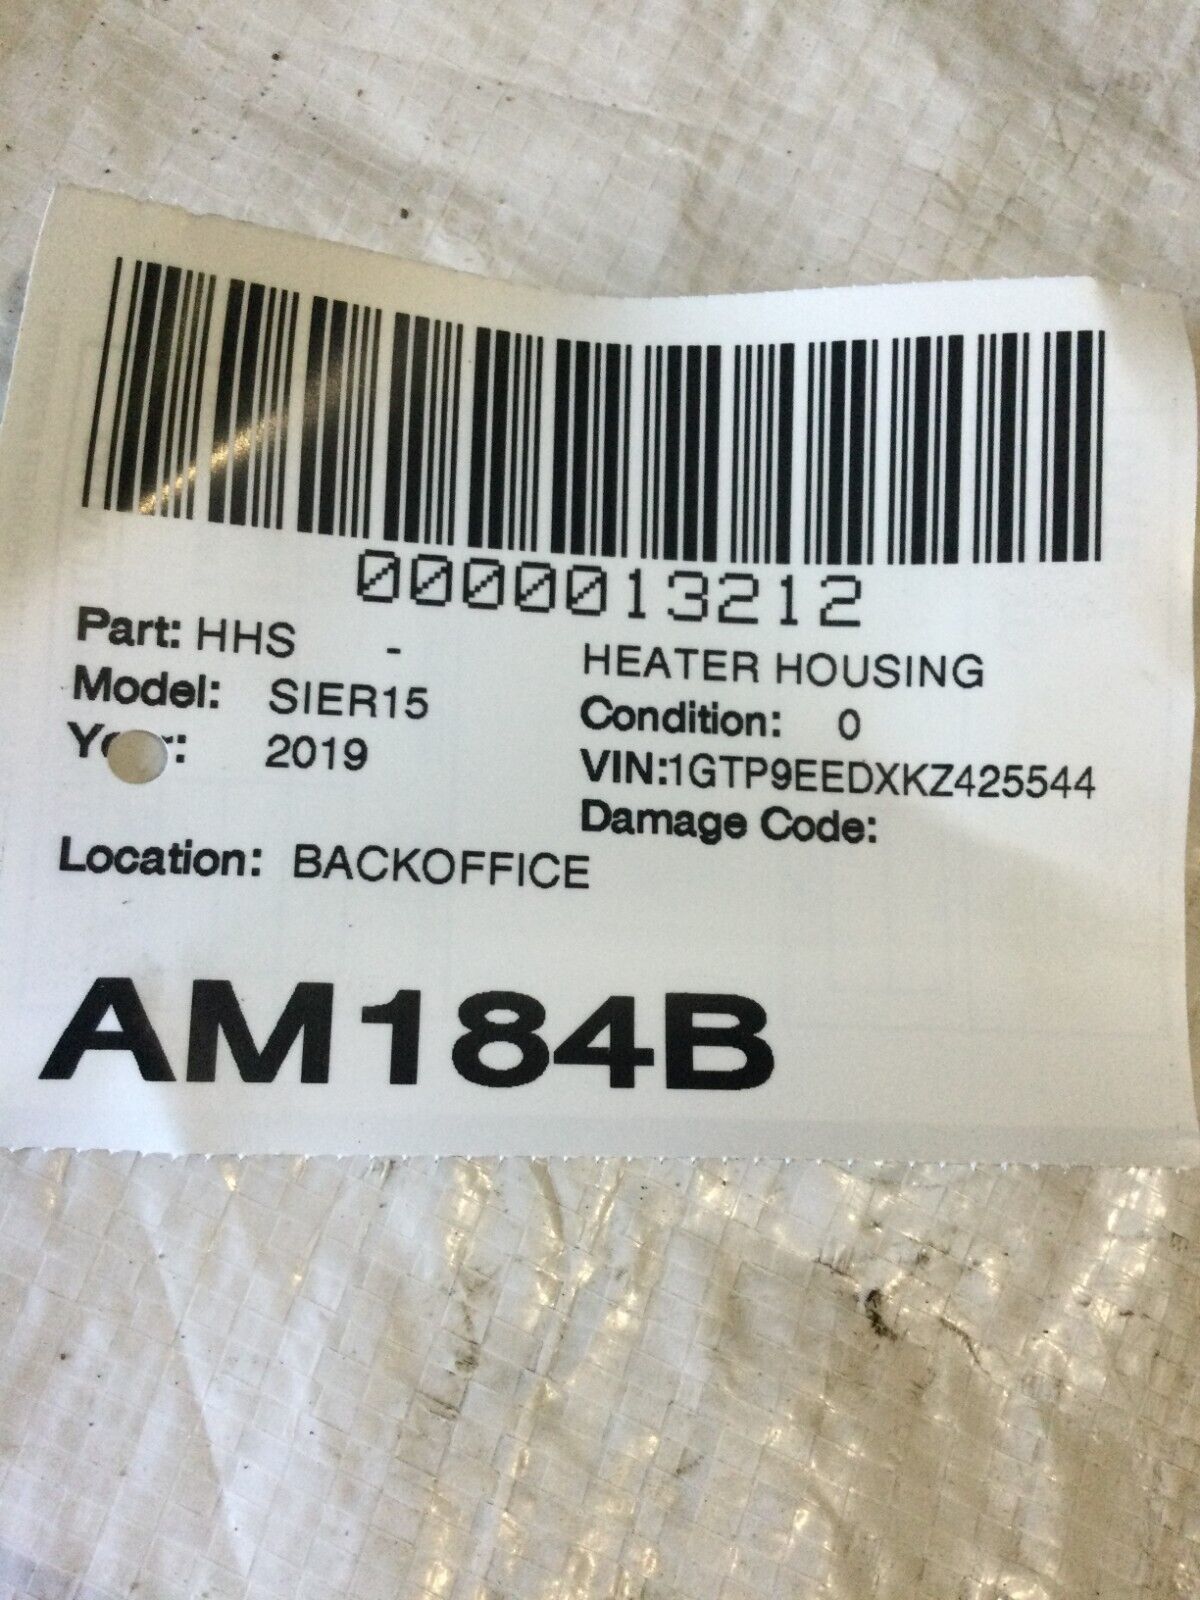 0000013212
Part: HHS - HEATER HOUSING
Model: SIER15 Condition: 0
2019 VIN:1GTP9EEDXKZ425544
Damage Code:
Location: BACKOFFICE
AM184B